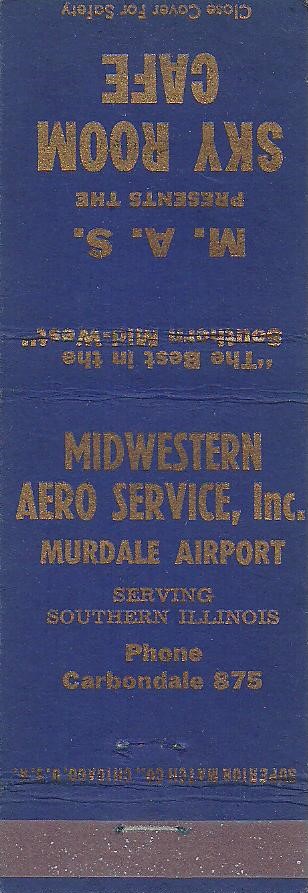 M. A. S.
PRESENTS THE
SKY ROOM
CAFE
Close Cover For Safety
"The Best in the
Southern Mid-West"
MIDWESTERN
AERO SERVICE, Inc.
MURDALE AIRPORT
SERVING
SOUTHERN ILLINOIS
Phone
Carbondale 875
SUPERIOR MATCH CO., CHICAGO, U.S.A.